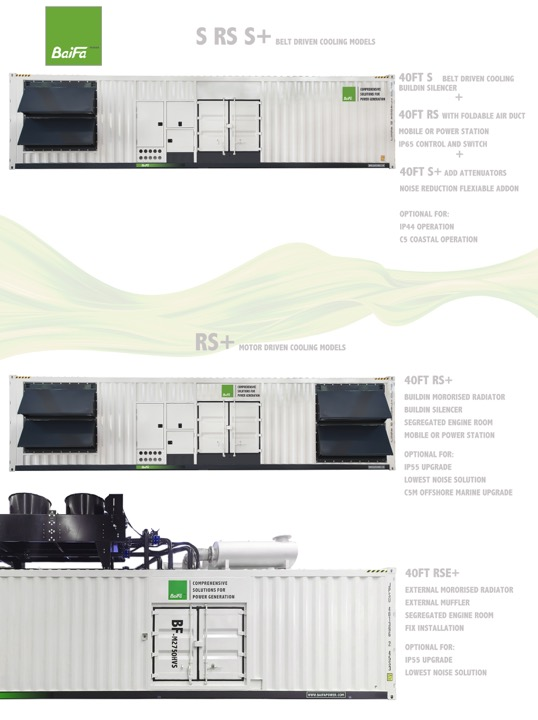 BaiFa
S RS S+ BELT DRIVEN COOLING MODELS
40FT S BELT DRIVEN COOLING
BUILDIN SILENCER
+
40FT RS WITH FOLDABLE AIR DUCT
MOBILE OR POWER STATION
IP65 CONTROL AND SWITCH
+
40FT S+ ADD ATTENUATORS
NOISE REDUCTION FLEXIABLE ADDON
OPTIONAL FOR:
IP44 OPERATION
C5 COASTAL OPERATION
BaiFa
COMPREHENSIVE
SOLUTIONS FOR
POWER GENERATION
RS+ MOTOR DRIVEN COOLING MODELS
BaiFa
COMPREHENSIVE
SOLUTIONS FOR
POWER GENERATION
40FT RS+
BUILDIN MORORISED RADIATOR
BUILDIN SILENCER
SEGREGATED ENGINE ROOM
MOBILE OR POWER STATION
OPTIONAL FOR:
IP55 UPGRADE
LOWEST NOISE SOLUTION
C5M OFFSHORE MARINE UPGRADE
BaiFa
COMPREHENSIVE
SOLUTIONS FOR
POWER GENERATION
BF-M2750HVS
WWW.BAIFAPOWER.COM
40FT RSE+
EXTERNAL MORORISED RADIATOR
EXTERNAL MUFFLER
SEGREGATED ENGINE ROOM
FIX INSTALLATION
OPTIONAL FOR:
IP55 UPGRADE
LOWEST NOISE SOLUTION